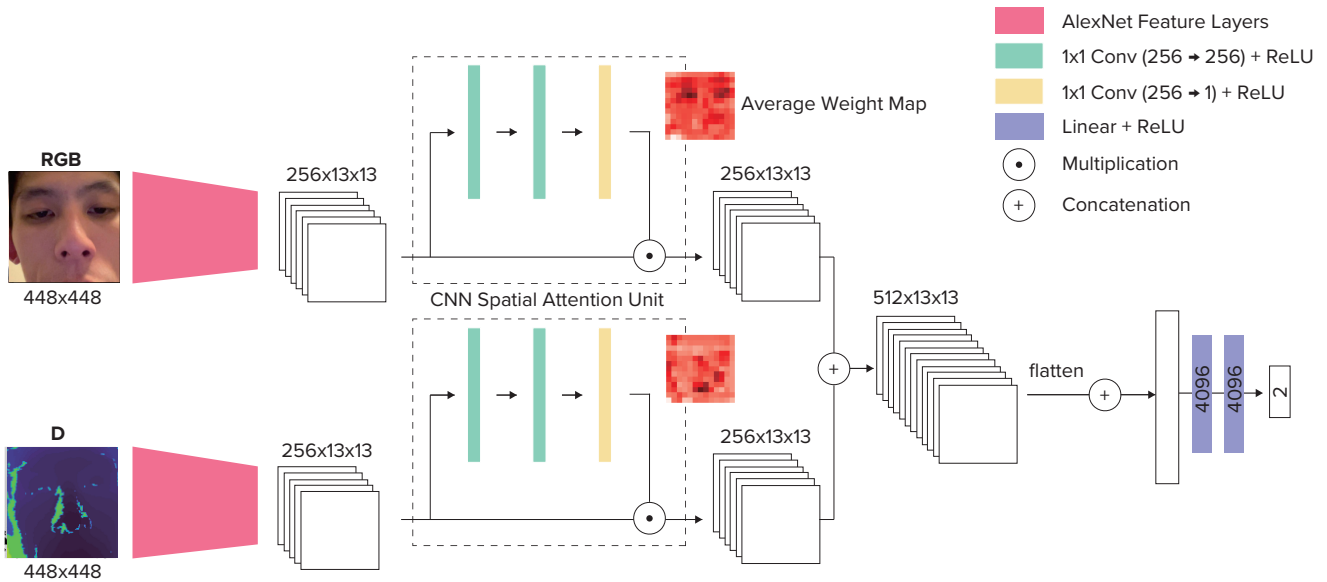 AlexNet Feature Layers
1x1 Conv (256 → 256) + ReLU
1x1 Conv (256 → 1) + ReLU
Linear + ReLU
Multiplication
Concatenation
Average Weight Map
RGB
256x13x13
256x13x13
448x448
CNN Spatial Attention Unit
512x13x13
flatten
4096
4096
2
D
256x13x13
256x13x13
448x448